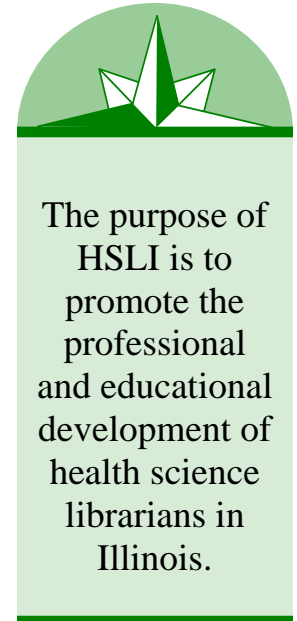 The purpose of
HSLI is to
promote the
professional
and educational
development of
health science
librarians in
Illinois.